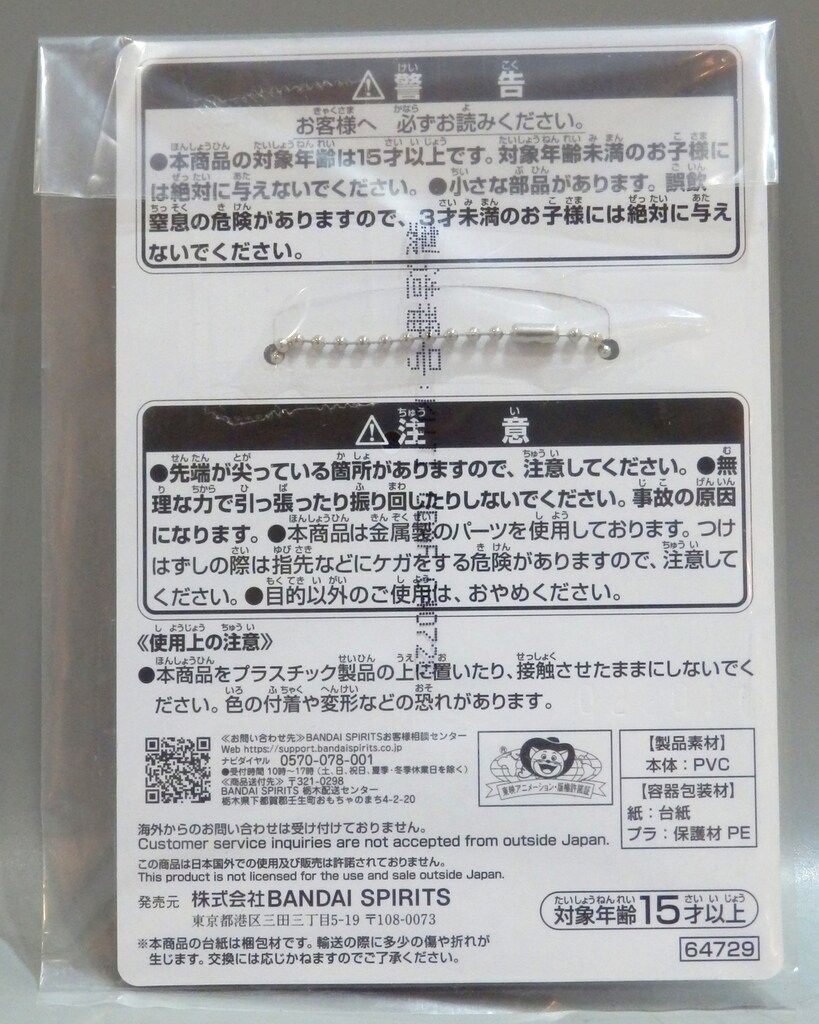 ⚠警告
お客様へ 必ずお読みください。
●本商品の対象年齢は15才以上です。対象年齢未満のお子様に
は絶対に与えないでください。●小さな部品があります。誤飲
窒息の危険がありますので、3才未満のお子様には絶対に与え
ないでください。
製造番号:
⚠注意
●先端が尖っている箇所がありますので、注意してください。●無
理な力で引っ張ったり振り回したりしないでください。事故の原因
になります。●本商品は金属製のパーツを使用しております。つけ
はずしの際は指先などにケガをする危険がありますので、注意して
ください。●目的以外のご使用は、おやめください。
《使用上の注意》
●本商品をプラスチック製品の上に置いたり、接触させたままにしないでく
ださい。色の付着や変形などの恐れがあります。
≪お問い合わせ先≫BANDAI SPIRITSお客様相談センター
Web https://support.bandaispirits.co.jp
ナビダイヤル 0570-078-001
●受付時間 10時〜17時(土、日、祝日、夏季・冬季休業日を除く)
≪商品送付先≫〒321-0298
BANDAI SPIRITS 栃木配送センター
栃木県下都賀郡壬生町おもちゃのまち4-2-20
東映アニメーション・版権許諾証
【製品素材】
本体:PVC
【容器包装材】
紙:台紙
プラ:保護材 PE
海外からのお問い合わせは受け付けておりません。
Customer service inquiries are not accepted from outside Japan.
この商品は日本国外での使用及び販売は許諾されておりません。
This product is not licensed for the use and sale outside Japan.
発売元 株式会社BANDAI SPIRITS
東京都港区三田三丁目5-19 〒108-0073
対象年齢15才以上
※本商品の台紙は梱包材です。輸送の際に多少の傷や折れが
生じます。交換には応じかねますのでご了承ください。
64729